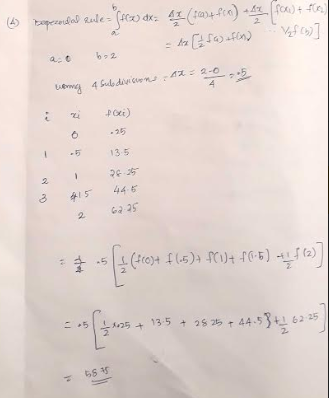 (4) Trapezoidal rule = ∫ₐᵇ f(x) dx = Δx/2 (f(a) + f(x₁)) + Δx/2 [f(x₁) + f(x₂)
= Δx [½ f(a) + f(x₁) ... ½ f(b)]
a = 0 b = 2
using 4 subdivisions = Δx = 2-0/4 = 0.5
i xi f(xi)
0 .25
1 .5 13.5
2 1 28.25
3 1.5 44.5
2 62.25
= .5 [½ (f(0) + f(.5) + f(1) + f(1.5) + ½ f(2)]
= .5 [½ x.25 + 13.5 + 28.25 + 44.5} + ½ 62.25]
= 58.75